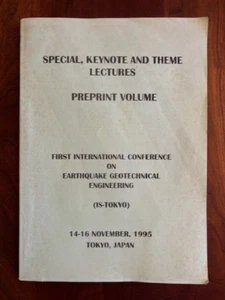 SPECIAL, KEYNOTE AND THEME
LECTURES
PREPRINT VOLUME
FIRST INTERNATIONAL CONFERENCE
ON
EARTHQUAKE GEOTECHNICAL
ENGINEERING
(IS-TOKYO)
14-16 NOVEMBER, 1995
TOKYO, JAPAN